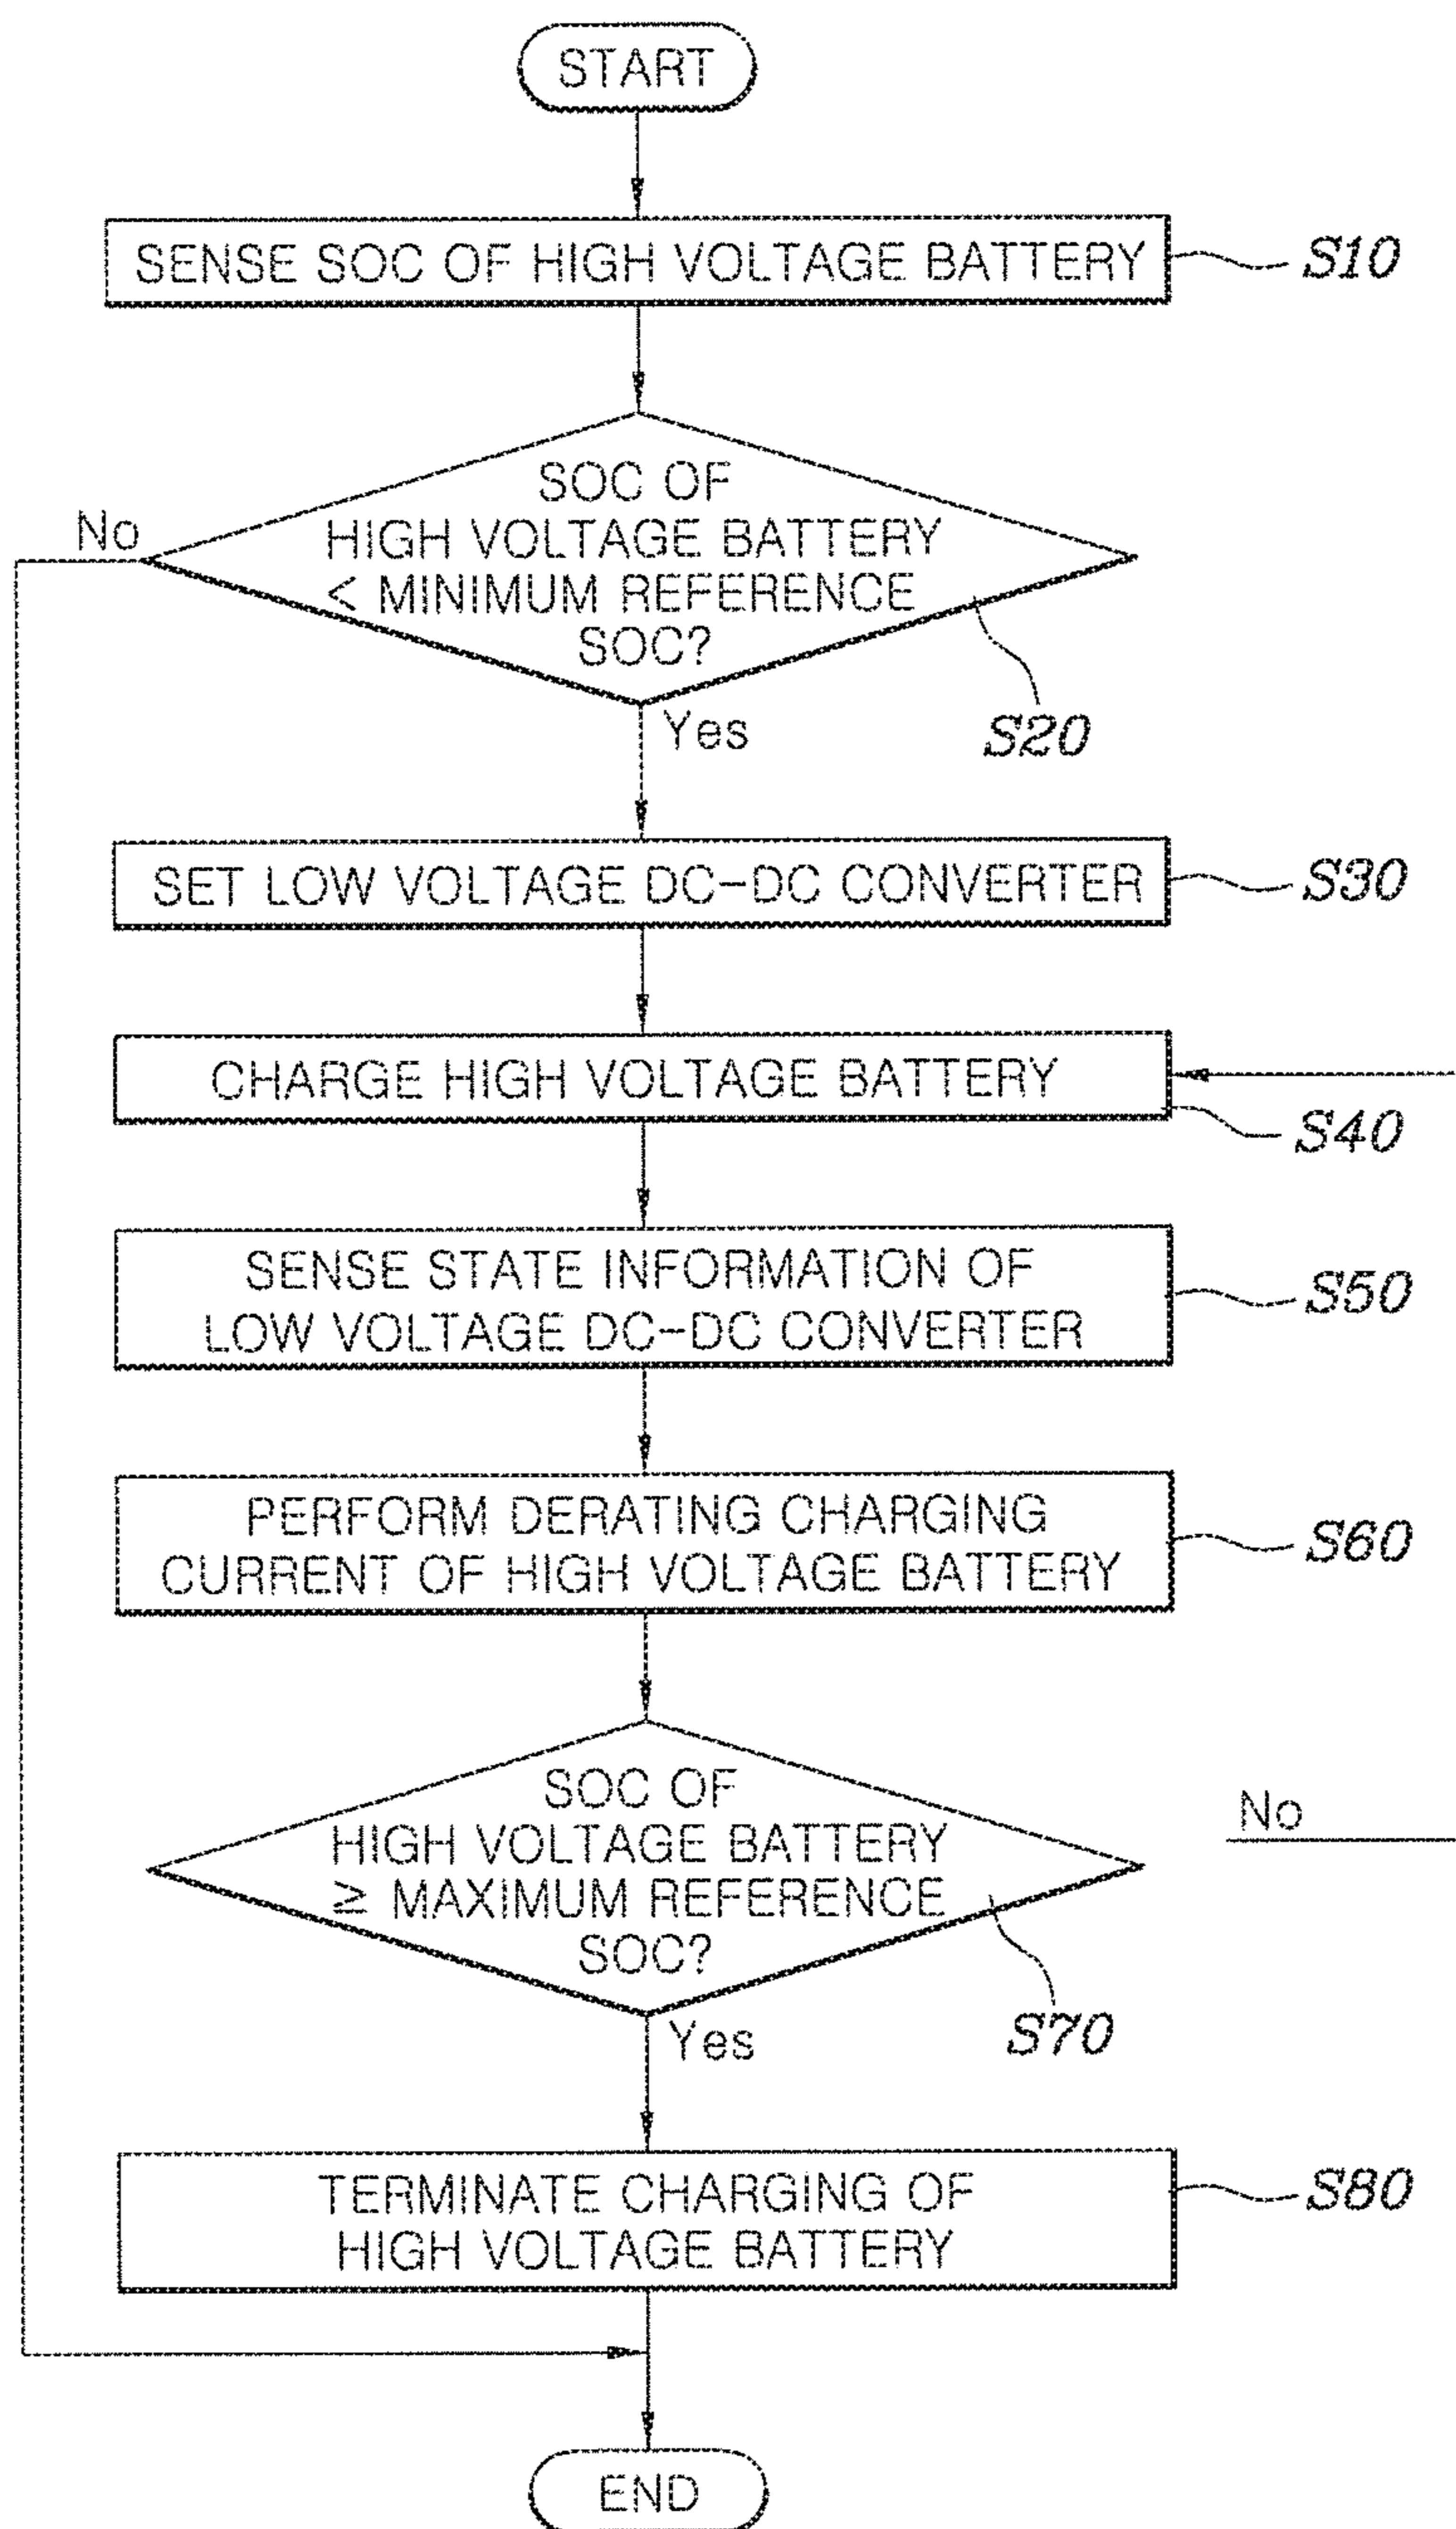 START
SENSE SOC OF HIGH VOLTAGE BATTERY
S10
SOC OF
HIGH VOLTAGE BATTERY
< MINIMUM REFERENCE
SOC?
No
Yes
S20
SET LOW VOLTAGE DC-DC CONVERTER
S30
CHARGE HIGH VOLTAGE BATTERY
S40
SENSE STATE INFORMATION OF
LOW VOLTAGE DC-DC CONVERTER
S50
PERFORM DERATING CHARGING
CURRENT OF HIGH VOLTAGE BATTERY
S60
SOC OF
HIGH VOLTAGE BATTERY
≥ MAXIMUM REFERENCE
SOC?
No
Yes
S70
TERMINATE CHARGING OF
HIGH VOLTAGE BATTERY
S80
END